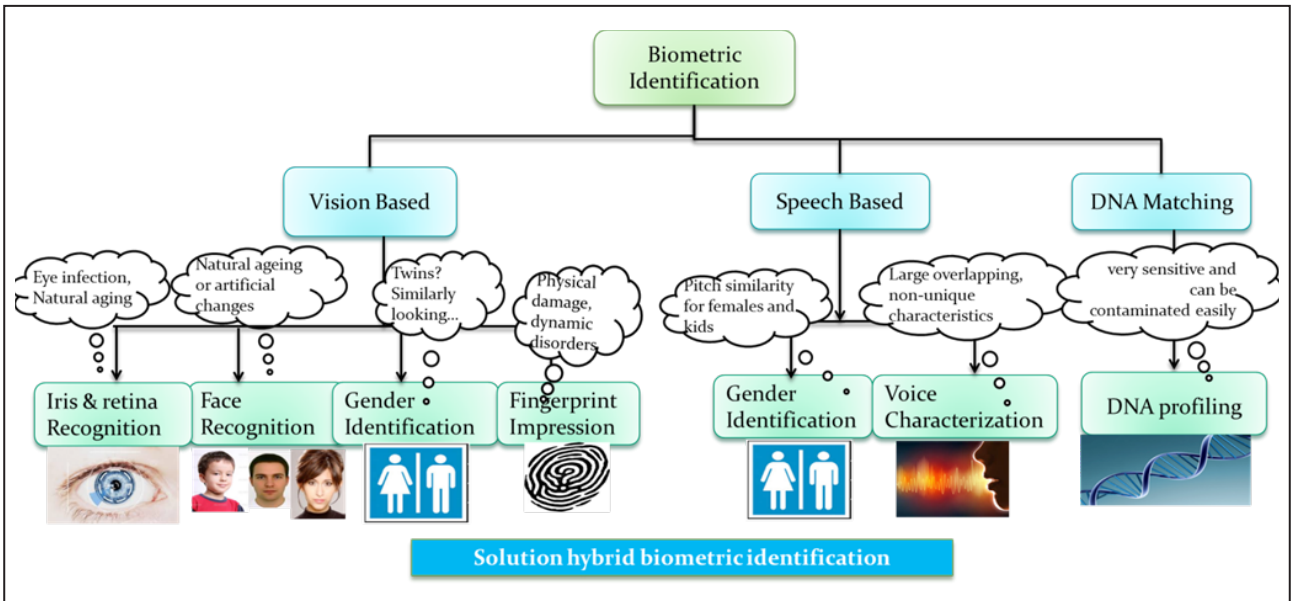 Biometric
Identification
Vision Based
Speech Based
DNA Matching
Eye infection,
Natural aging
Natural ageing
or artificial
changes
Twins?
Similarly
looking...
Physical
damage,
dynamic
disorders
Pitch similarity
for females and
kids
Large overlapping,
non-unique
characteristics
very sensitive and
can be
contaminated easily
Iris & retina
Recognition
Face
Recognition
Gender
Identification
Fingerprint
Impression
Gender
Identification
Voice
Characterization
DNA profiling
Solution hybrid biometric identification